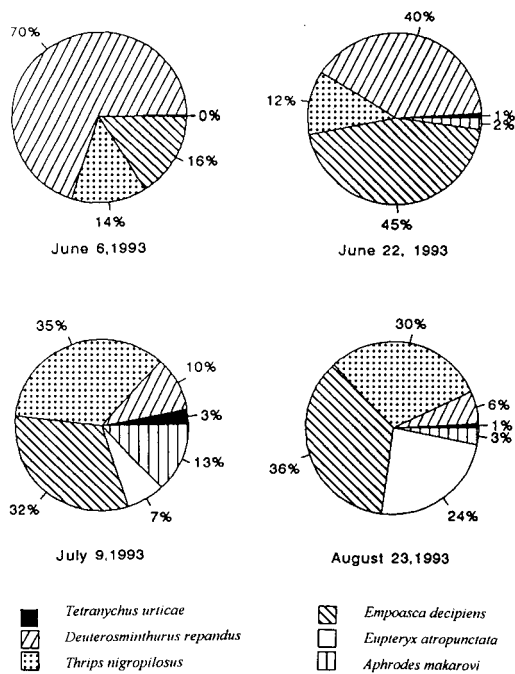 70%
0%
16%
14%
June 6,1993
40%
12%
1%
2%
45%
June 22, 1993
35%
10%
3%
13%
32%
7%
July 9,1993
30%
6%
1%
3%
36%
24%
August 23,1993
Tetranychus urticae
Deuterosminthurus repandus
Thrips nigropilosus
Empoasca decipiens
Eupteryx atropunctata
Aphrodes makarovi